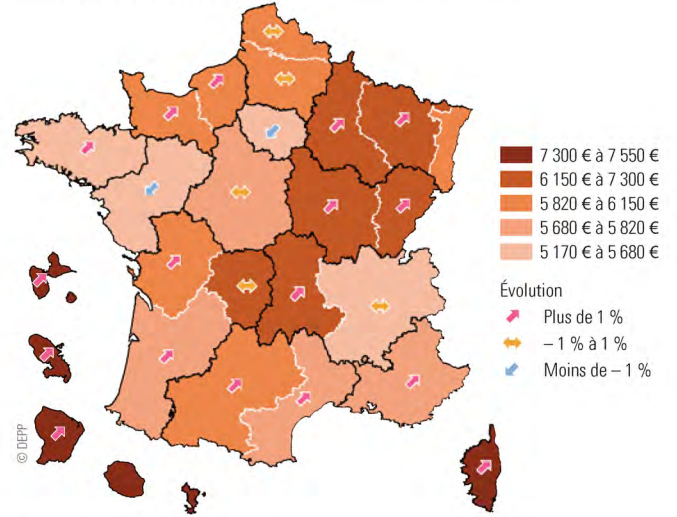 7 300 € à 7 550 €
6 150 € à 7 300 €
5 820 € à 6 150 €
5 680 € à 5 820 €
5 170 € à 5 680 €
Évolution
Plus de 1 %
– 1 % à 1 %
Moins de – 1 %
© DEPP